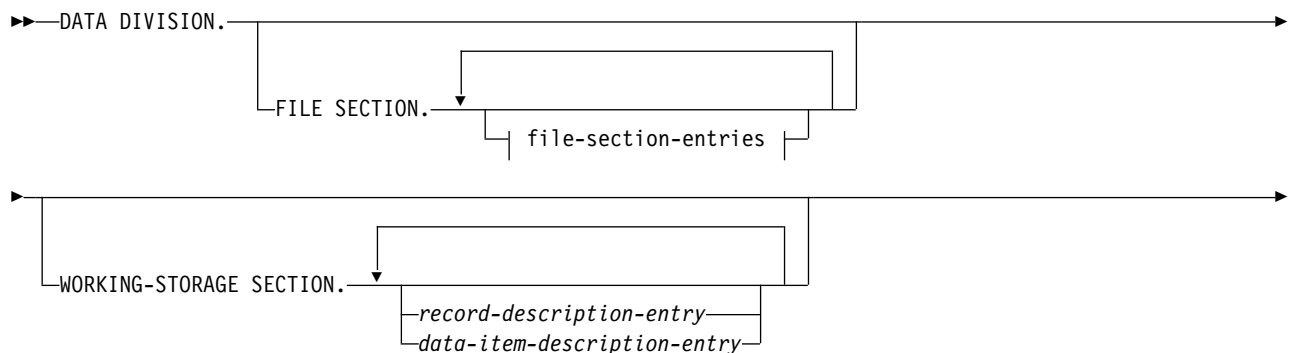 DATA DIVISION.
FILE SECTION.
file-section-entries
WORKING-STORAGE SECTION.
record-description-entry
data-item-description-entry